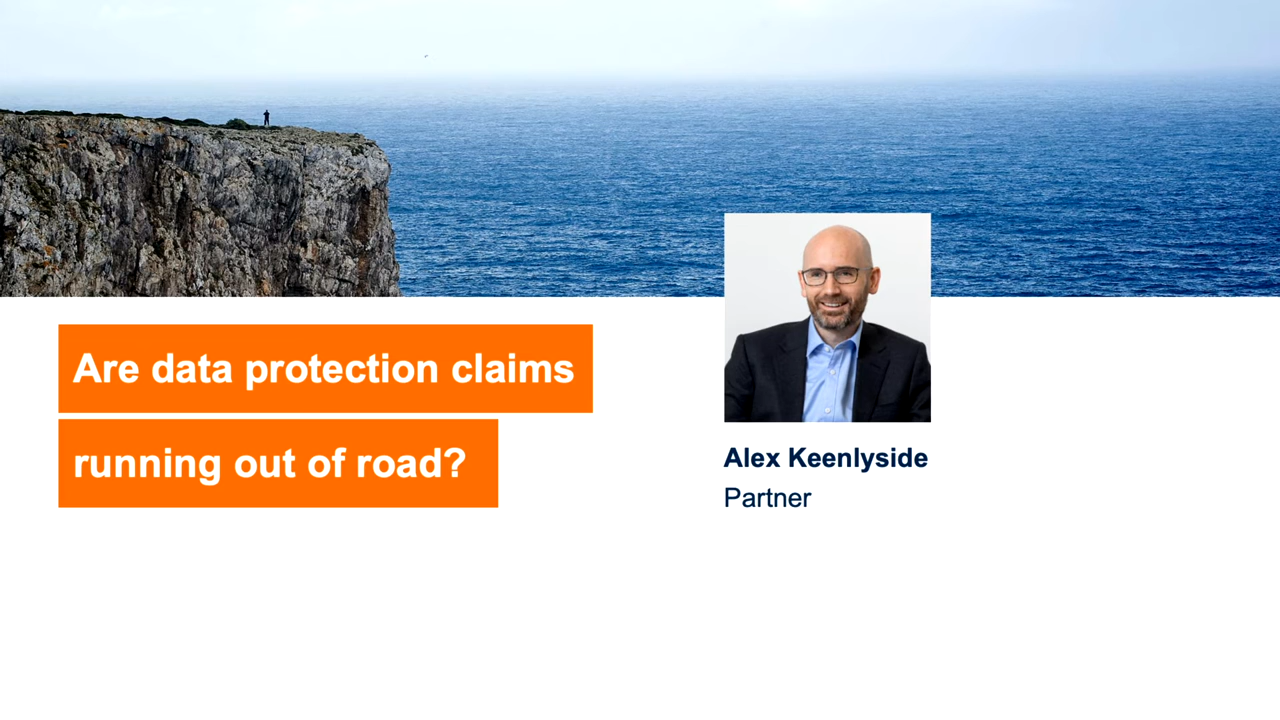 Are data protection claims
running out of road?
Alex Keenlyside
Partner